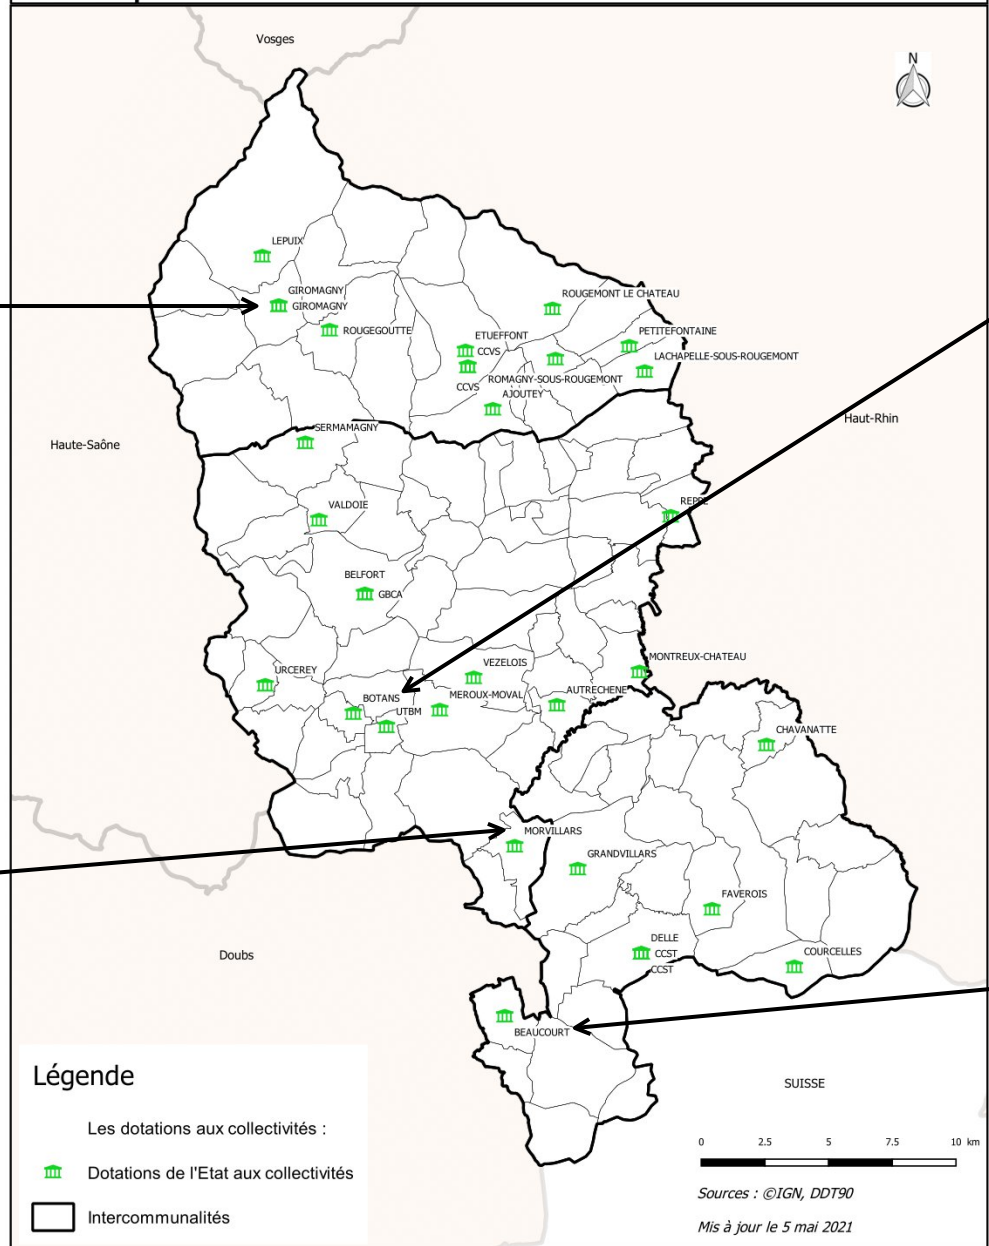 Vosges
N
LEPUIX
GIROMAGNY
GIROMAGNY
ROUGEMONT LE CHATEAU
ROUGEGOUTTE
ETUEFFONT
PETITEFONTAINE
CCVS
LACHAPELLE-SOUS-ROUGEMONT
CCVS
ROMAGNY-SOUS-ROUGEMONT
AJOUTEY
Haut-Rhin
SERMAMAGNY
Haute-Saône
REPPE
VALDOIE
BELFORT
GBCA
MONTREUX-CHATEAU
VEZELOIS
URCEREY
AUTRECHENE
MEROUX-MOVAL
BOTANS
UTBM
CHAVANATTE
MORVILLARS
GRANDVILLARS
FAVEROIS
DELLE
CCST
COURCELLES
Doubs
CCST
BEAUCOURT
SUISSE
Légende
Les dotations aux collectivités :
Dotations de l'Etat aux collectivités
Intercommunalités
0 2.5 5 7.5 10 km
Sources : ©IGN, DDT90
Mis à jour le 5 mai 2021